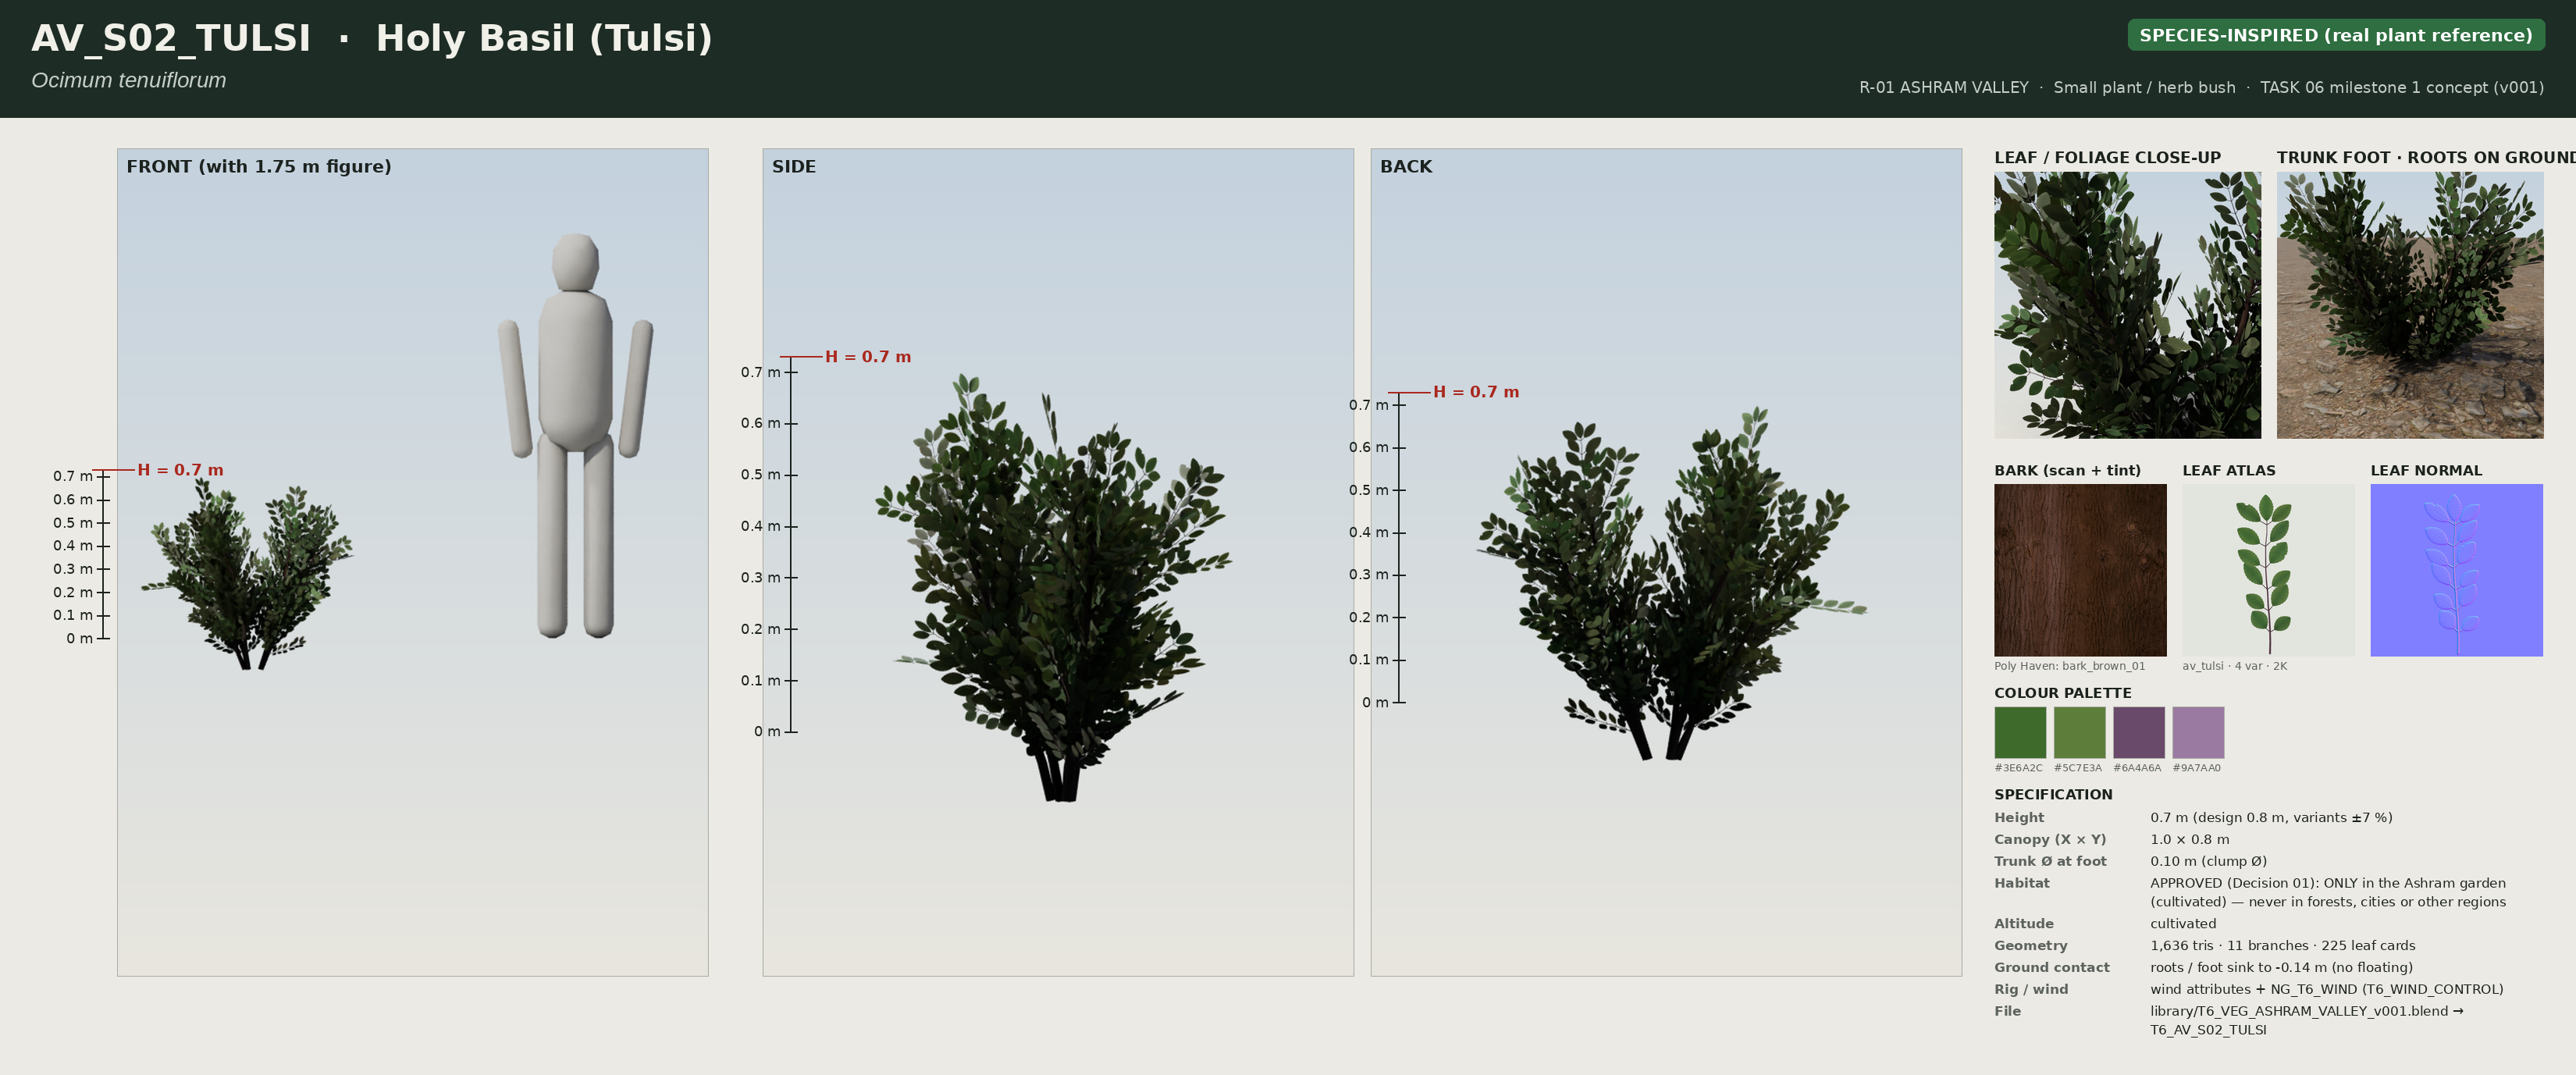 AV_S02_TULSI · Holy Basil (Tulsi)
Ocimum tenuiflorum
SPECIES-INSPIRED (real plant reference)
R-01 ASHRAM VALLEY · Small plant / herb bush · TASK 06 milestone 1 concept (v001)
FRONT (with 1.75 m figure)
H = 0.7 m
0.7 m
0.6 m
0.5 m
0.4 m
0.3 m
0.2 m
0.1 m
0 m
SIDE
H = 0.7 m
0.7 m
0.6 m
0.5 m
0.4 m
0.3 m
0.2 m
0.1 m
0 m
BACK
H = 0.7 m
0.7 m
0.6 m
0.5 m
0.4 m
0.3 m
0.2 m
0.1 m
0 m
LEAF / FOLIAGE CLOSE-UP
TRUNK FOOT · ROOTS ON GROUND
BARK (scan + tint)
LEAF ATLAS
LEAF NORMAL
Poly Haven: bark_brown_01
av_tulsi · 4 var · 2K
COLOUR PALETTE
#3E6A2C #5C7E3A #6A4A6A #9A7AA0
SPECIFICATION
Height 0.7 m (design 0.8 m, variants ±7 %)
Canopy (X × Y) 1.0 × 0.8 m
Trunk Ø at foot 0.10 m (clump Ø)
Habitat APPROVED (Decision 01): ONLY in the Ashram garden
(cultivated) — never in forests, cities or other regions
Altitude cultivated
Geometry 1,636 tris · 11 branches · 225 leaf cards
Ground contact roots / foot sink to -0.14 m (no floating)
Rig / wind wind attributes + NG_T6_WIND (T6_WIND_CONTROL)
File library/T6_VEG_ASHRAM_VALLEY_v001.blend →
T6_AV_S02_TULSI